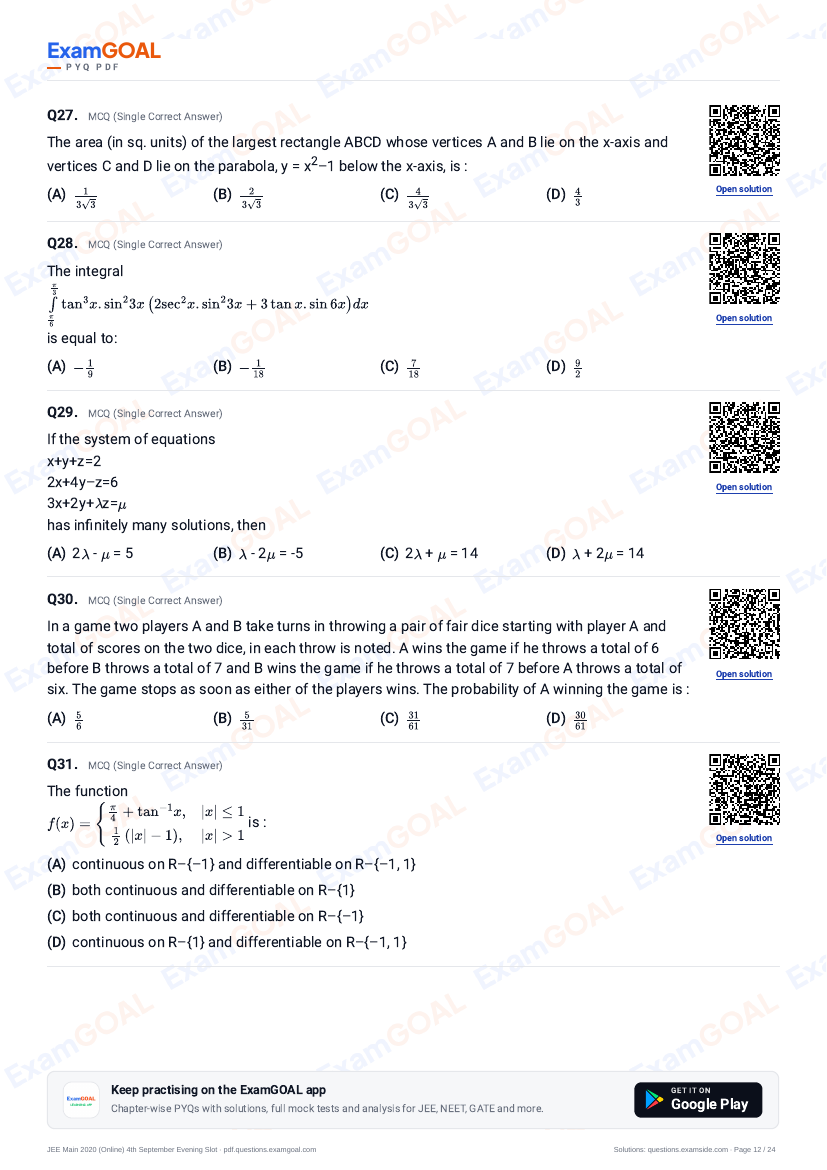 ExamGOAL
PYQ PDF
Q27. MCQ (Single Correct Answer)
The area (in sq. units) of the largest rectangle ABCD whose vertices A and B lie on the x-axis and
vertices C and D lie on the parabola, y = x²−1 below the x-axis, is :
(A) 1/(3√3) (B) 2/(3√3) (C) 4/(3√3) (D) 4/3
Open solution
Q28. MCQ (Single Correct Answer)
The integral
∫_{π/6}^{π/3} tan³x. sin²3x (2sec²x. sin²3x + 3 tan x. sin 6x)dx
is equal to:
(A) −1/9 (B) −1/18 (C) 7/18 (D) 9/2
Open solution
Q29. MCQ (Single Correct Answer)
If the system of equations
x+y+z=2
2x+4y−z=6
3x+2y+λz=μ
has infinitely many solutions, then
(A) 2λ - μ = 5 (B) λ - 2μ = -5 (C) 2λ + μ = 14 (D) λ + 2μ = 14
Open solution
Q30. MCQ (Single Correct Answer)
In a game two players A and B take turns in throwing a pair of fair dice starting with player A and
total of scores on the two dice, in each throw is noted. A wins the game if he throws a total of 6
before B throws a total of 7 and B wins the game if he throws a total of 7 before A throws a total of
six. The game stops as soon as either of the players wins. The probability of A winning the game is :
(A) 5/6 (B) 5/31 (C) 31/61 (D) 30/61
Open solution
Q31. MCQ (Single Correct Answer)
The function
f(x) = { π/4 + tan⁻¹x, |x| ≤ 1
1/2 (|x| − 1), |x| > 1 is :
(A) continuous on R−{−1} and differentiable on R−{−1, 1}
(B) both continuous and differentiable on R−{1}
(C) both continuous and differentiable on R−{−1}
(D) continuous on R−{1} and differentiable on R−{−1, 1}
Open solution
ExamGOAL
Keep practising on the ExamGOAL app
Chapter-wise PYQs with solutions, full mock tests and analysis for JEE, NEET, GATE and more.
GET IT ON
Google Play
JEE Main 2020 (Online) 4th September Evening Slot · pdf.questions.examgoal.com
Solutions: questions.examside.com · Page 12 / 24